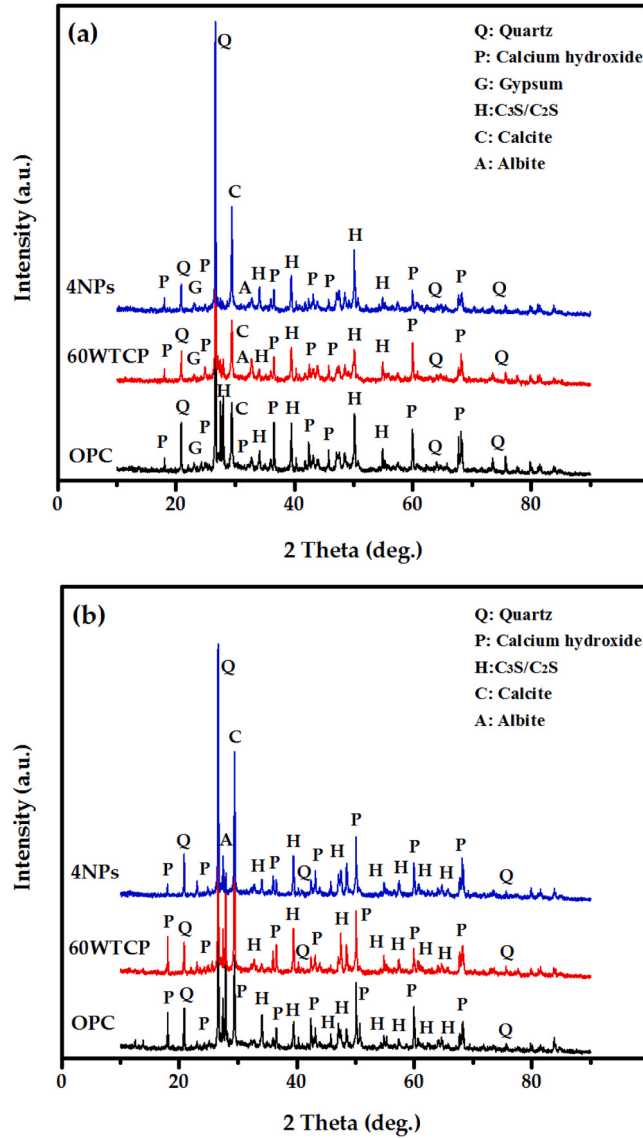 (a)
Q
Q: Quartz
P: Calcium hydroxide
G: Gypsum
H:C₃S/C₂S
C: Calcite
A: Albite
Intensity (a.u.)
C
H
4NPs P Q G P A H P H P P H P Q P Q
60WTCP P Q G P C A H P H P P H H P Q P Q
OPC P Q G H C P H P H P P H H P Q P Q
0 20 40 60 80
2 Theta (deg.)
(b)
Q
Q: Quartz
P: Calcium hydroxide
H:C₃S/C₂S
C: Calcite
A: Albite
Intensity (a.u.)
C
4NPs P Q P A H P H Q P H P H H P H H P Q
60WTCP P Q P H P H Q P H P H H P H H P Q
OPC P Q P P H P H P H H P H H P H H P Q
0 20 40 60 80
2 Theta (deg.)